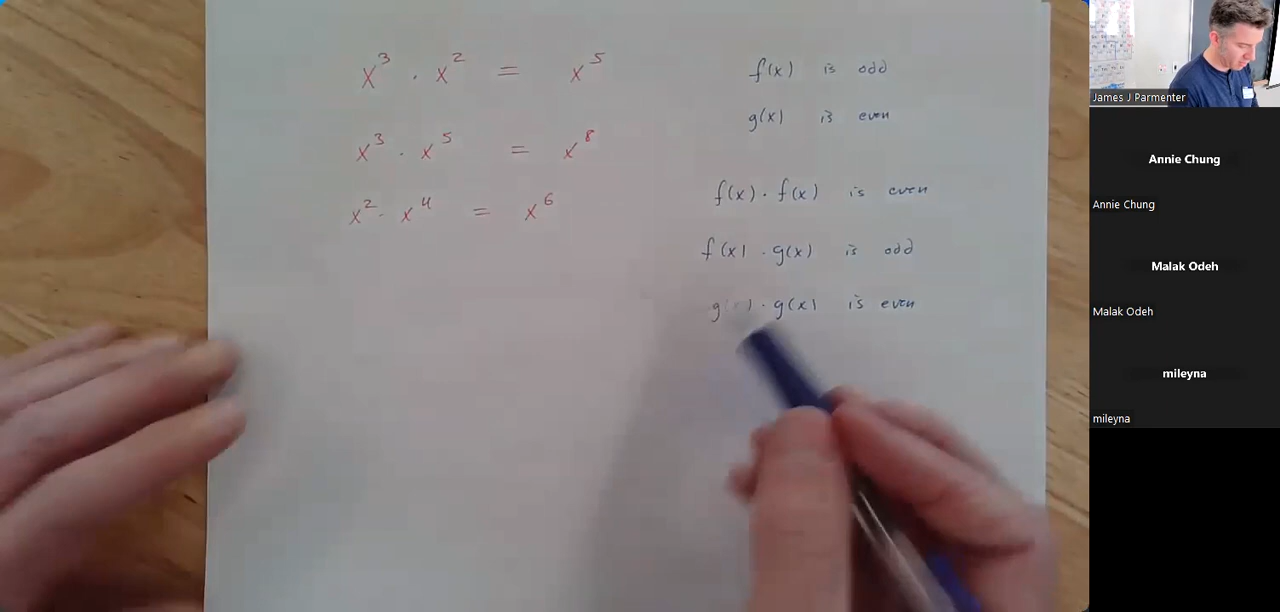 x³ · x² = x⁵
x³ · x⁵ = x⁸
x² · x⁴ = x⁶
f(x) is odd
g(x) is even
f(x) · f(x) is even
f(x) · g(x) is odd
g(x) · g(x) is even
James J Parmenter
Annie Chung
Annie Chung
Malak Odeh
Malak Odeh
mileyna
mileyna